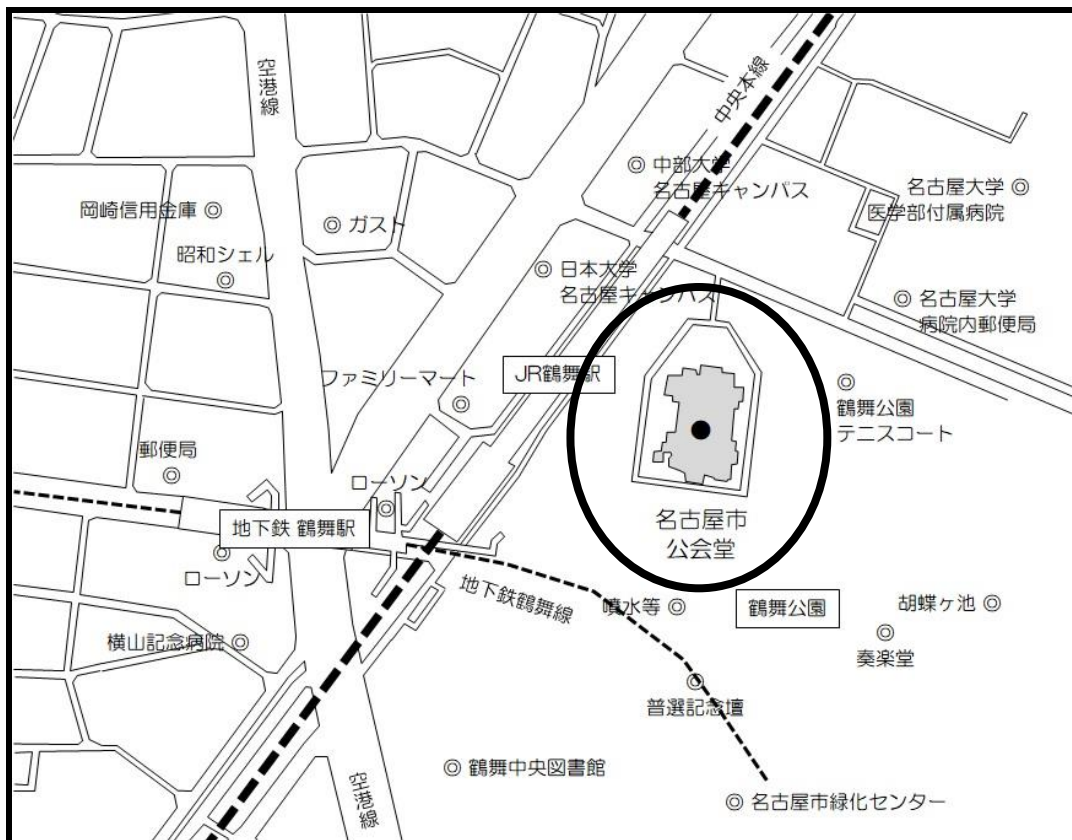 空港線
中央本線
中部大学
名古屋キャンパス
名古屋大学
医学部付属病院
岡崎信用金庫
ガスト
昭和シェル
日本大学
名古屋キャンパス
名古屋大学
病院内郵便局
JR鶴舞駅
ファミリーマート
鶴舞公園
テニスコート
郵便局
ローソン
地下鉄 鶴舞駅
名古屋市
公会堂
ローソン
地下鉄鶴舞線
噴水等
鶴舞公園
胡蝶ヶ池
横山記念病院
奏楽堂
普選記念壇
鶴舞中央図書館
空港線
名古屋市緑化センター